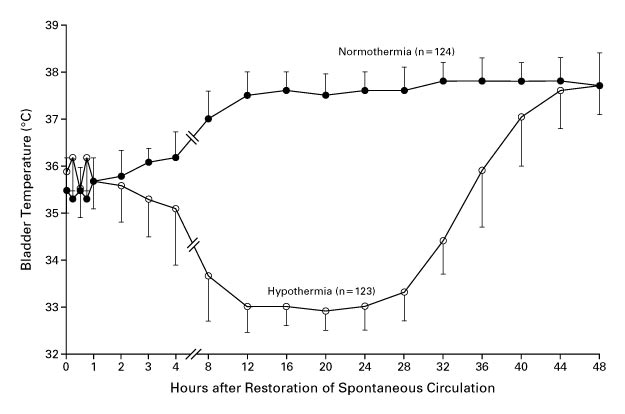 39
38
37
36
35
34
33
32
Bladder Temperature (°C)
Normothermia (n=124)
Hypothermia (n=123)
0 1 2 3 4 8 12 16 20 24 28 32 36 40 44 48
Hours after Restoration of Spontaneous Circulation